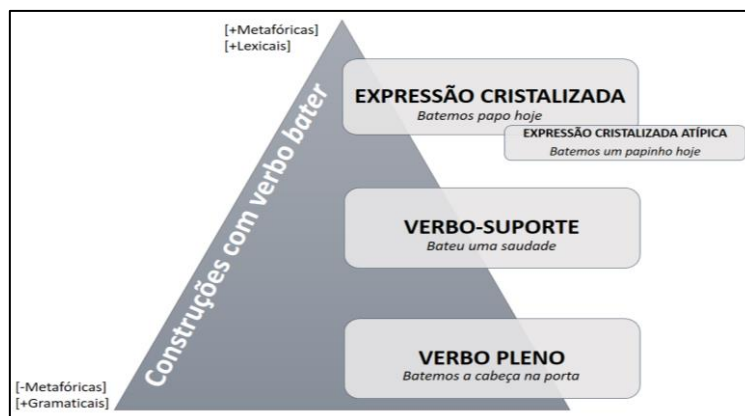 [+Metafóricas]
[+Lexicais]
Construções com verbo bater
EXPRESSÃO CRISTALIZADA
Batemos papo hoje
EXPRESSÃO CRISTALIZADA ATÍPICA
Batemos um papinho hoje
VERBO-SUPORTE
Bateu uma saudade
VERBO PLENO
Batemos a cabeça na porta
[-Metafóricas]
[+Gramaticais]